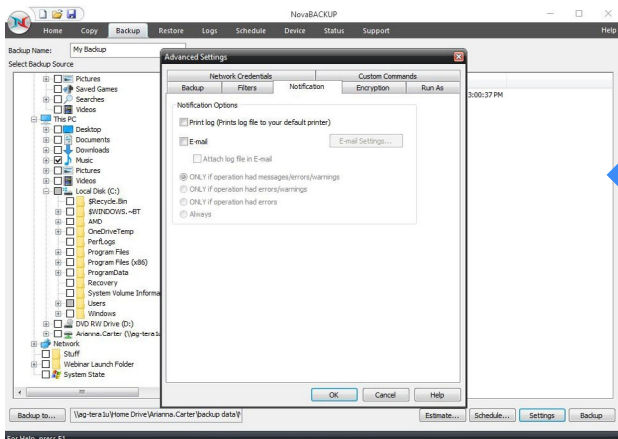 NovaBACKUP
Home Copy Backup Restore Logs Schedule Device Status Support Help
Backup Name: My Backup
Select Backup Source
Pictures
Saved Games
Searches
Videos
This PC
Desktop
Documents
Downloads
Music
Pictures
Videos
Local Disk (C:)
$Recycle.Bin
$WINDOWS.~BT
AMD
OneDriveTemp
PerfLogs
Program Files
Program Files (x86)
ProgramData
Recovery
System Volume Informa
Users
Windows
DVD RW Drive (D:)
Arianna.Carter (\\ag-tera1u
Network
Stuff
Webinar Launch Folder
System State
3:00:37 PM
Advanced Settings
Network Credentials Custom Commands
Backup Filters Notification Encryption Run As
Notification Options
Print log (Prints log file to your default printer)
E-mail E-mail Settings...
Attach log file in E-mail
ONLY if operation had messages/errors/warnings
ONLY if operation had errors/warnings
ONLY if operation had errors
Always
OK Cancel Help
Backup to... \\ag-tera1u\Home Drive\Arianna.Carter\backup data\ Estimate... Schedule... Settings Backup
For Help, press F1